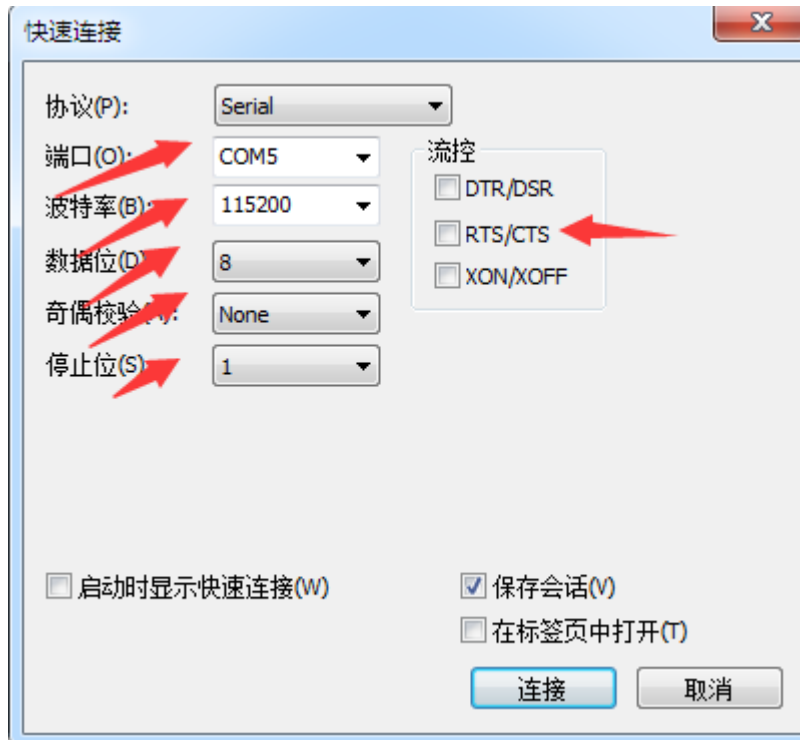 快速连接
协议(P): Serial
端口(O): COM5
波特率(B): 115200
数据位(D) 8
奇偶校验 None
停止位(S) 1
流控
DTR/DSR
RTS/CTS
XON/XOFF
启动时显示快速连接(W)
保存会话(V)
在标签页中打开(T)
连接 取消